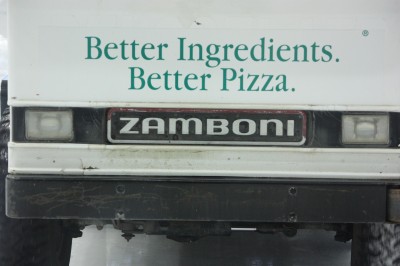 ®
Better Ingredients.
Better Pizza.
ZAMBONI